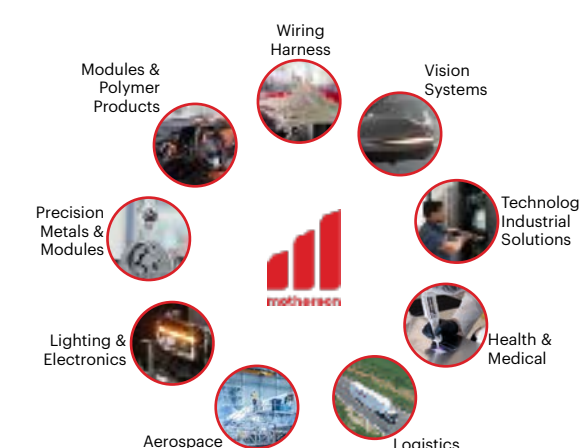 Wiring
Harness
Vision
Systems
Technolog
Industrial
Solutions
Health &
Medical
Logistics
Aerospace
Lighting &
Electronics
Precision
Metals &
Modules
Modules &
Polymer
Products
motherson